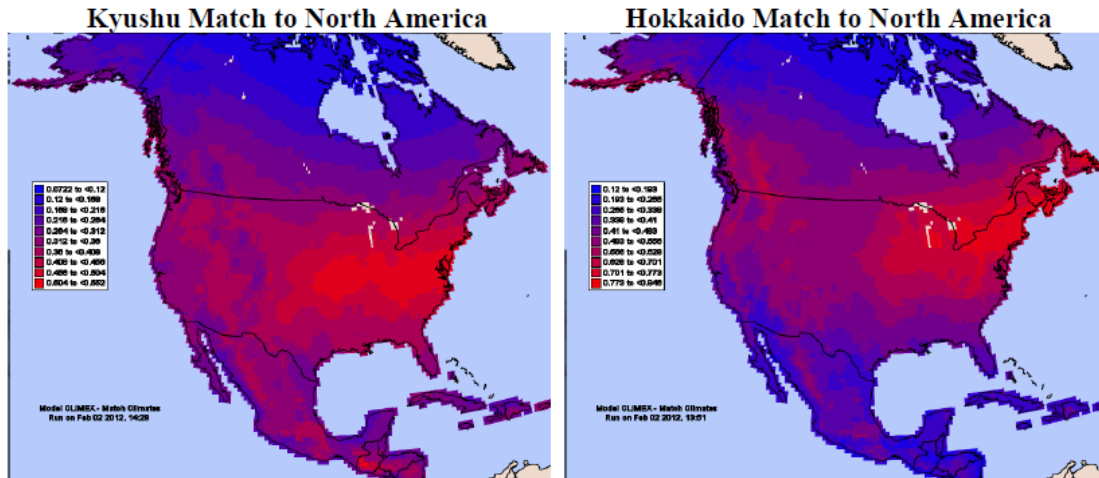 Kyushu Match to North America
0.0722 to <0.12
0.12 to <0.168
0.168 to <0.216
0.216 to <0.264
0.264 to <0.312
0.312 to <0.36
0.36 to <0.408
0.408 to <0.456
0.456 to <0.504
0.504 to <0.552
Model CLIMEX - Match Climates
Run on Feb 02 2012, 14:28
Hokkaido Match to North America
0.12 to <0.193
0.193 to <0.265
0.265 to <0.338
0.338 to <0.41
0.41 to <0.483
0.483 to <0.556
0.556 to <0.628
0.628 to <0.701
0.701 to <0.773
0.773 to <0.846
Model CLIMEX - Match Climates
Run on Feb 02 2012, 13:51